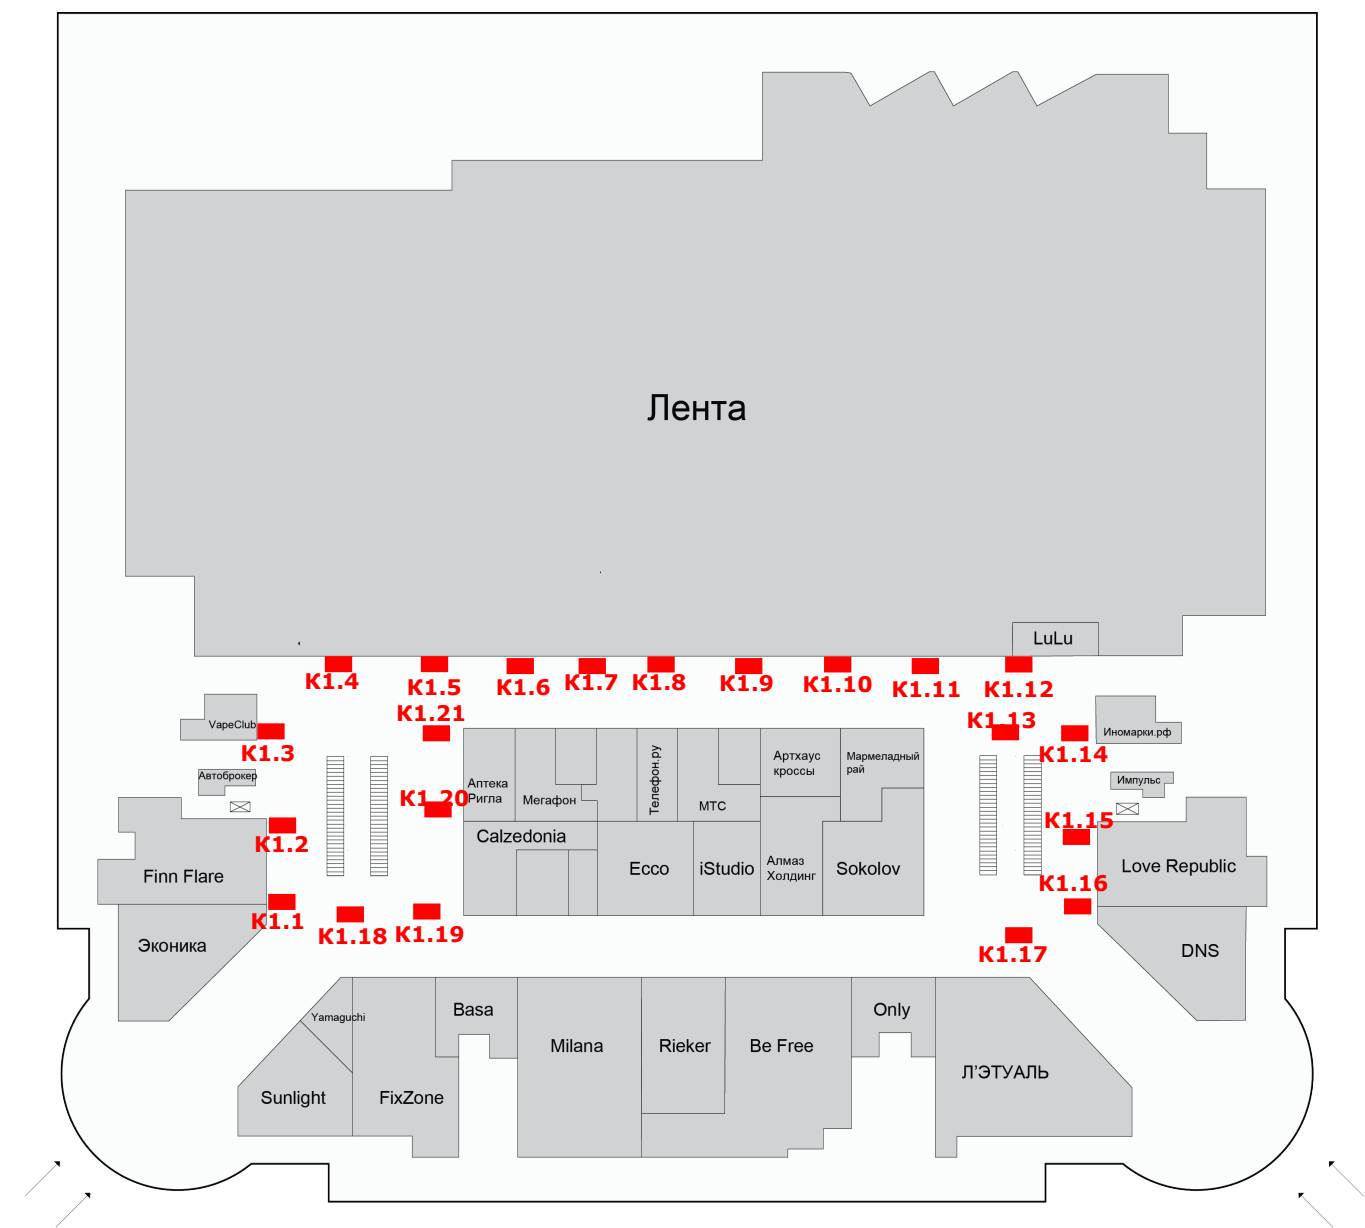 Лента
LuLu
К1.4
К1.5
К1.6
К1.7
К1.8
К1.9
К1.10
К1.11
К1.12
К1.21
К1.13
VapeClub
К1.3
Иномарки.рф
К1.14
Автоброкер
Импульс
Аптека
Ригла
Мегафон
Телефон.ру
МТС
Артхаус
кроссы
Мармеладный
рай
К1.20
К1.2
К1.15
Calzedonia
Finn Flare
Ecco
iStudio
Алмаз
Холдинг
Sokolov
Love Republic
К1.16
К1.1
К1.18
К1.19
К1.17
Эконика
DNS
Yamaguchi
Basa
Only
Milana
Rieker
Be Free
Sunlight
FixZone
Л'ЭТУАЛЬ